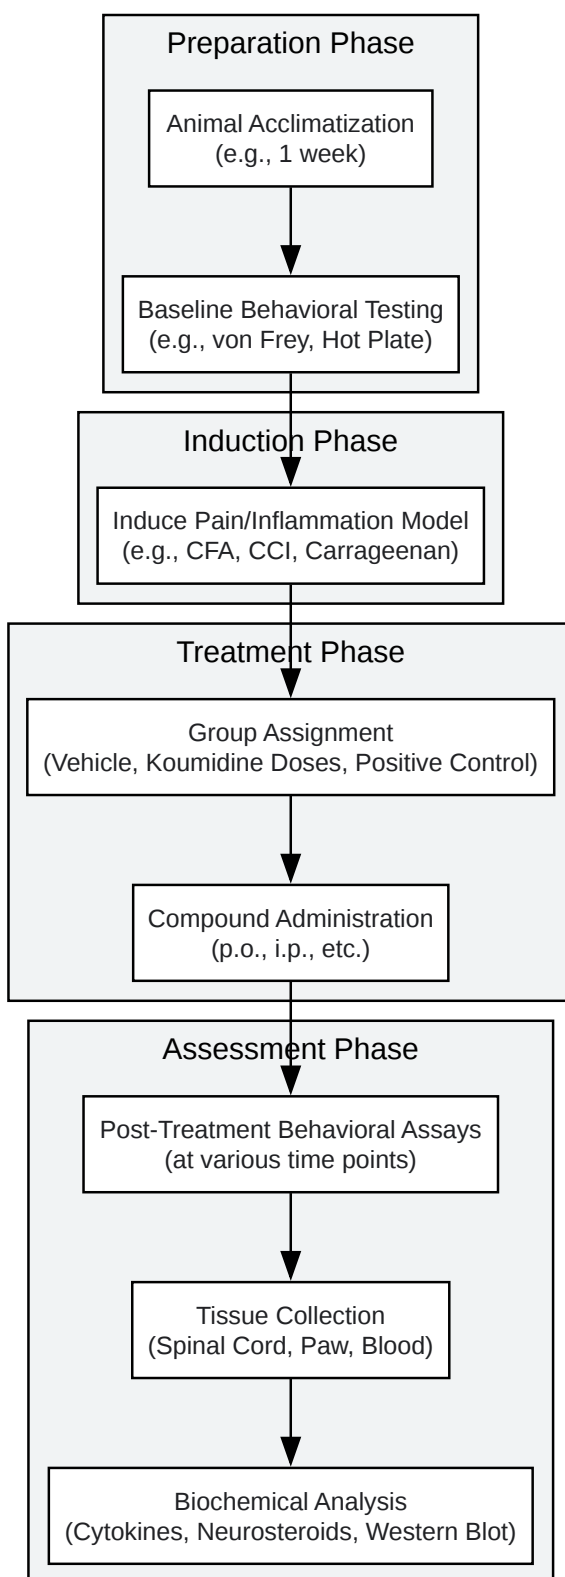 Preparation Phase
Animal Acclimatization
(e.g., 1 week)
Baseline Behavioral Testing
(e.g., von Frey, Hot Plate)
Induction Phase
Induce Pain/Inflammation Model
(e.g., CFA, CCI, Carrageenan)
Treatment Phase
Group Assignment
(Vehicle, Koumidine Doses, Positive Control)
Compound Administration
(p.o., i.p., etc.)
Assessment Phase
Post-Treatment Behavioral Assays
(at various time points)
Tissue Collection
(Spinal Cord, Paw, Blood)
Biochemical Analysis
(Cytokines, Neurosteroids, Western Blot)